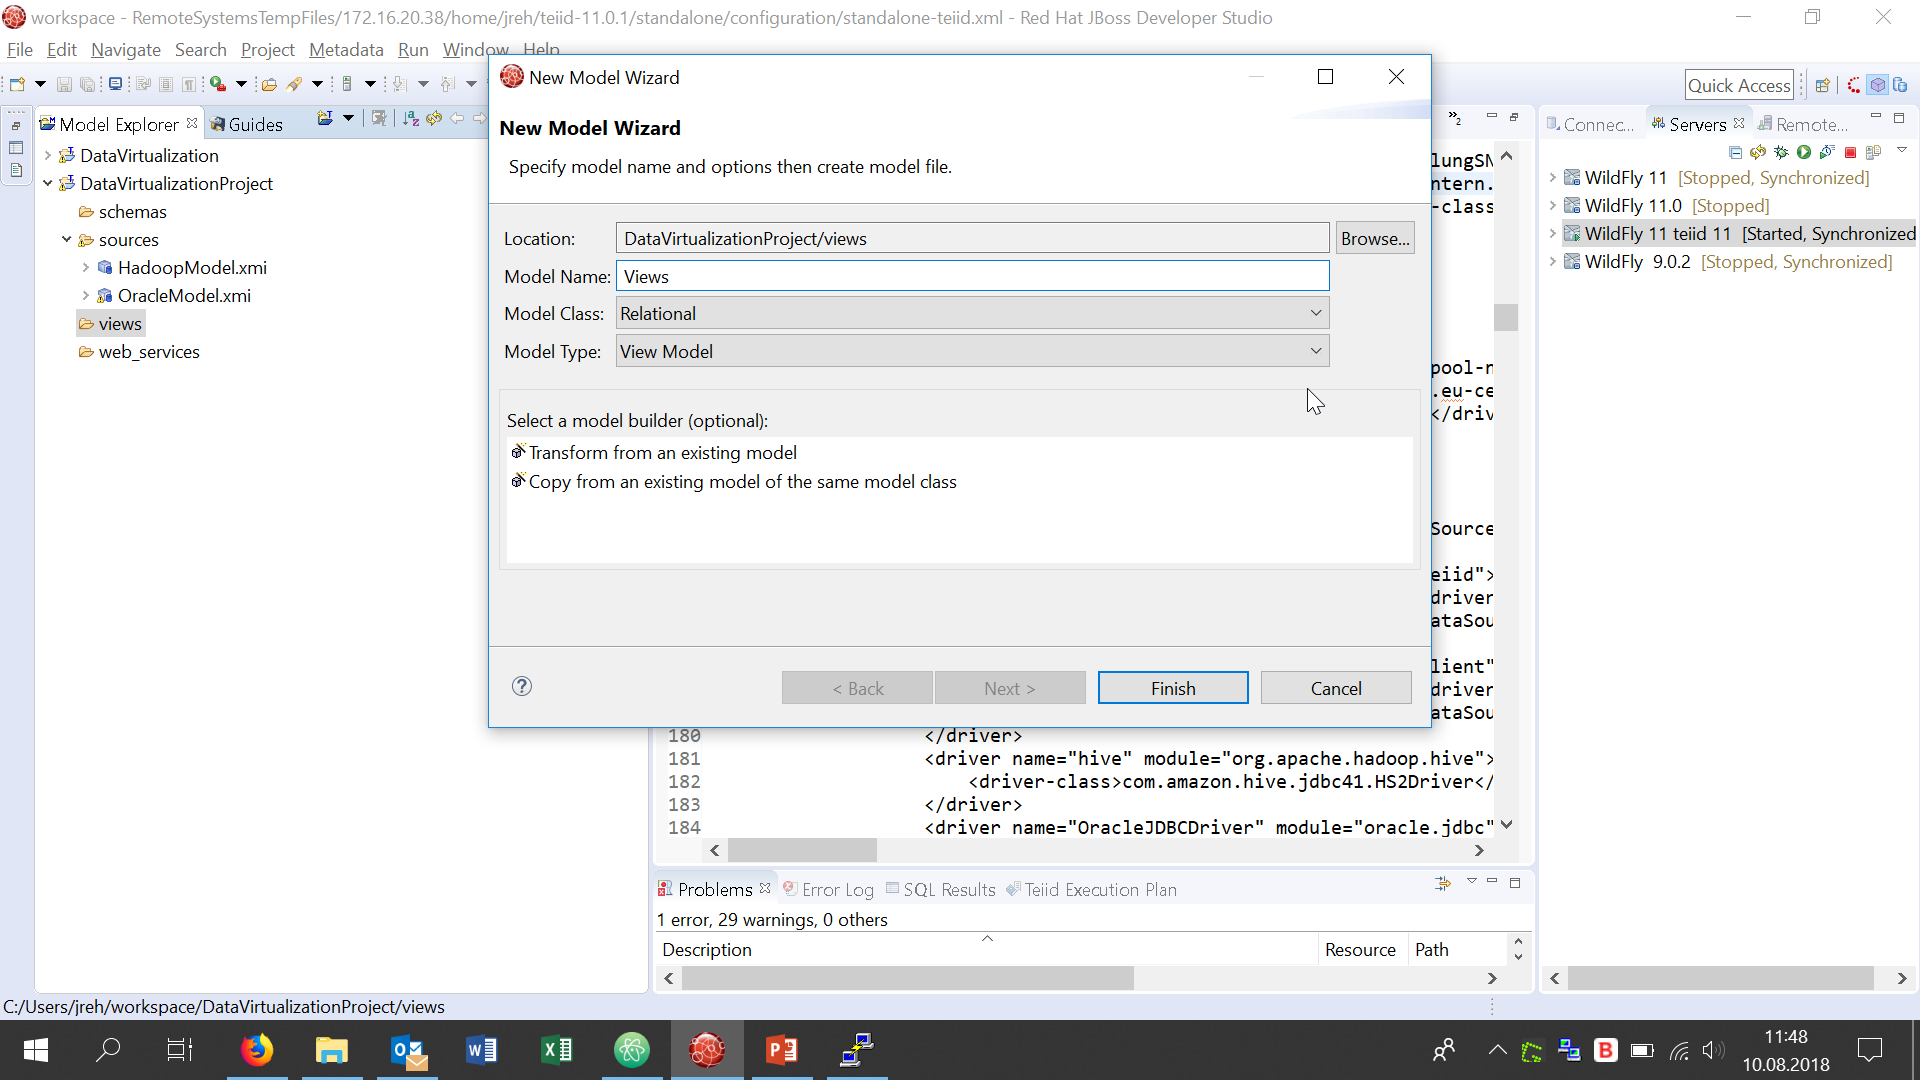 workspace - RemoteSystemsTempFiles/172.16.20.38/home/jreh/teiid-11.0.1/standalone/configuration/standalone-teiid.xml - Red Hat JBoss Developer Studio
File Edit Navigate Search Project Metadata Run Window Help
Quick Access
Model Explorer
Guides
DataVirtualization
DataVirtualizationProject
schemas
sources
HadoopModel.xmi
OracleModel.xmi
views
web_services
New Model Wizard
New Model Wizard
Specify model name and options then create model file.
Location: DataVirtualizationProject/views Browse...
Model Name: Views
Model Class: Relational
Model Type: View Model
Select a model builder (optional):
Transform from an existing model
Copy from an existing model of the same model class
< Back Next > Finish Cancel
»2
lungSN
ntern.
-class
pool-n
.eu-ce
</driv
Source
eiid">
driver
ataSou
lient"
driver
ataSou
180 </driver>
181 <driver name="hive" module="org.apache.hadoop.hive">
182 <driver-class>com.amazon.hive.jdbc41.HS2Driver</
183 </driver>
184 <driver name="OracleJDBCDriver" module="oracle.jdbc"
Connec... Servers Remote...
WildFly 11 [Stopped, Synchronized]
WildFly 11.0 [Stopped]
WildFly 11 teiid 11 [Started, Synchronized
WildFly 9.0.2 [Stopped, Synchronized]
Problems Error Log SQL Results Teiid Execution Plan
1 error, 29 warnings, 0 others
Description Resource Path
C:/Users/jreh/workspace/DataVirtualizationProject/views
11:48
10.08.2018